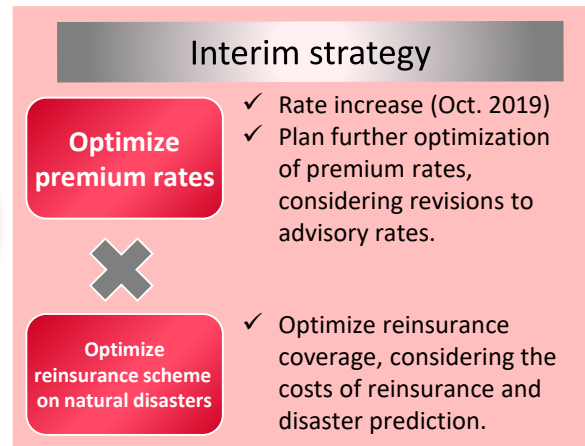 Interim strategy
Optimize
premium rates
✓ Rate increase (Oct. 2019)
✓ Plan further optimization
of premium rates,
considering revisions to
advisory rates.
Optimize
reinsurance scheme
on natural disasters
✓ Optimize reinsurance
coverage, considering the
costs of reinsurance and
disaster prediction.